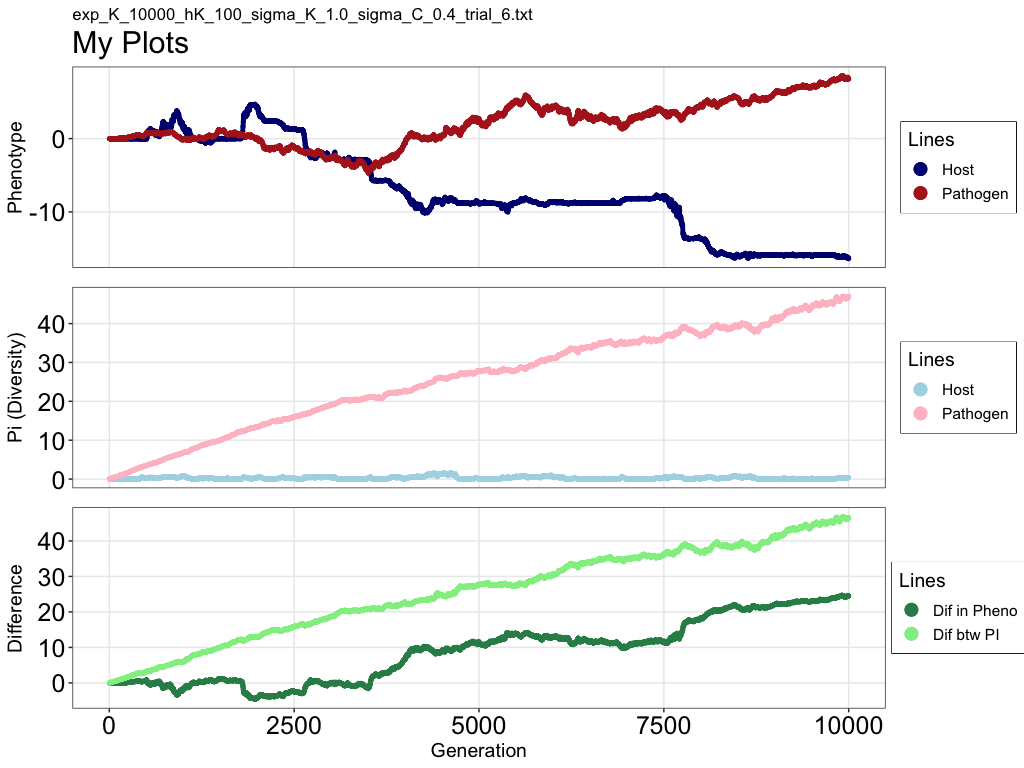 exp_K_10000_hK_100_sigma_K_1.0_sigma_C_0.4_trial_6.txt
My Plots
Phenotype
0
-10
Lines
Host
Pathogen
Pi (Diversity)
40
30
20
10
0
Lines
Host
Pathogen
Difference
40
30
20
10
0
Lines
Dif in Pheno
Dif btw PI
0 2500 5000 7500 10000
Generation